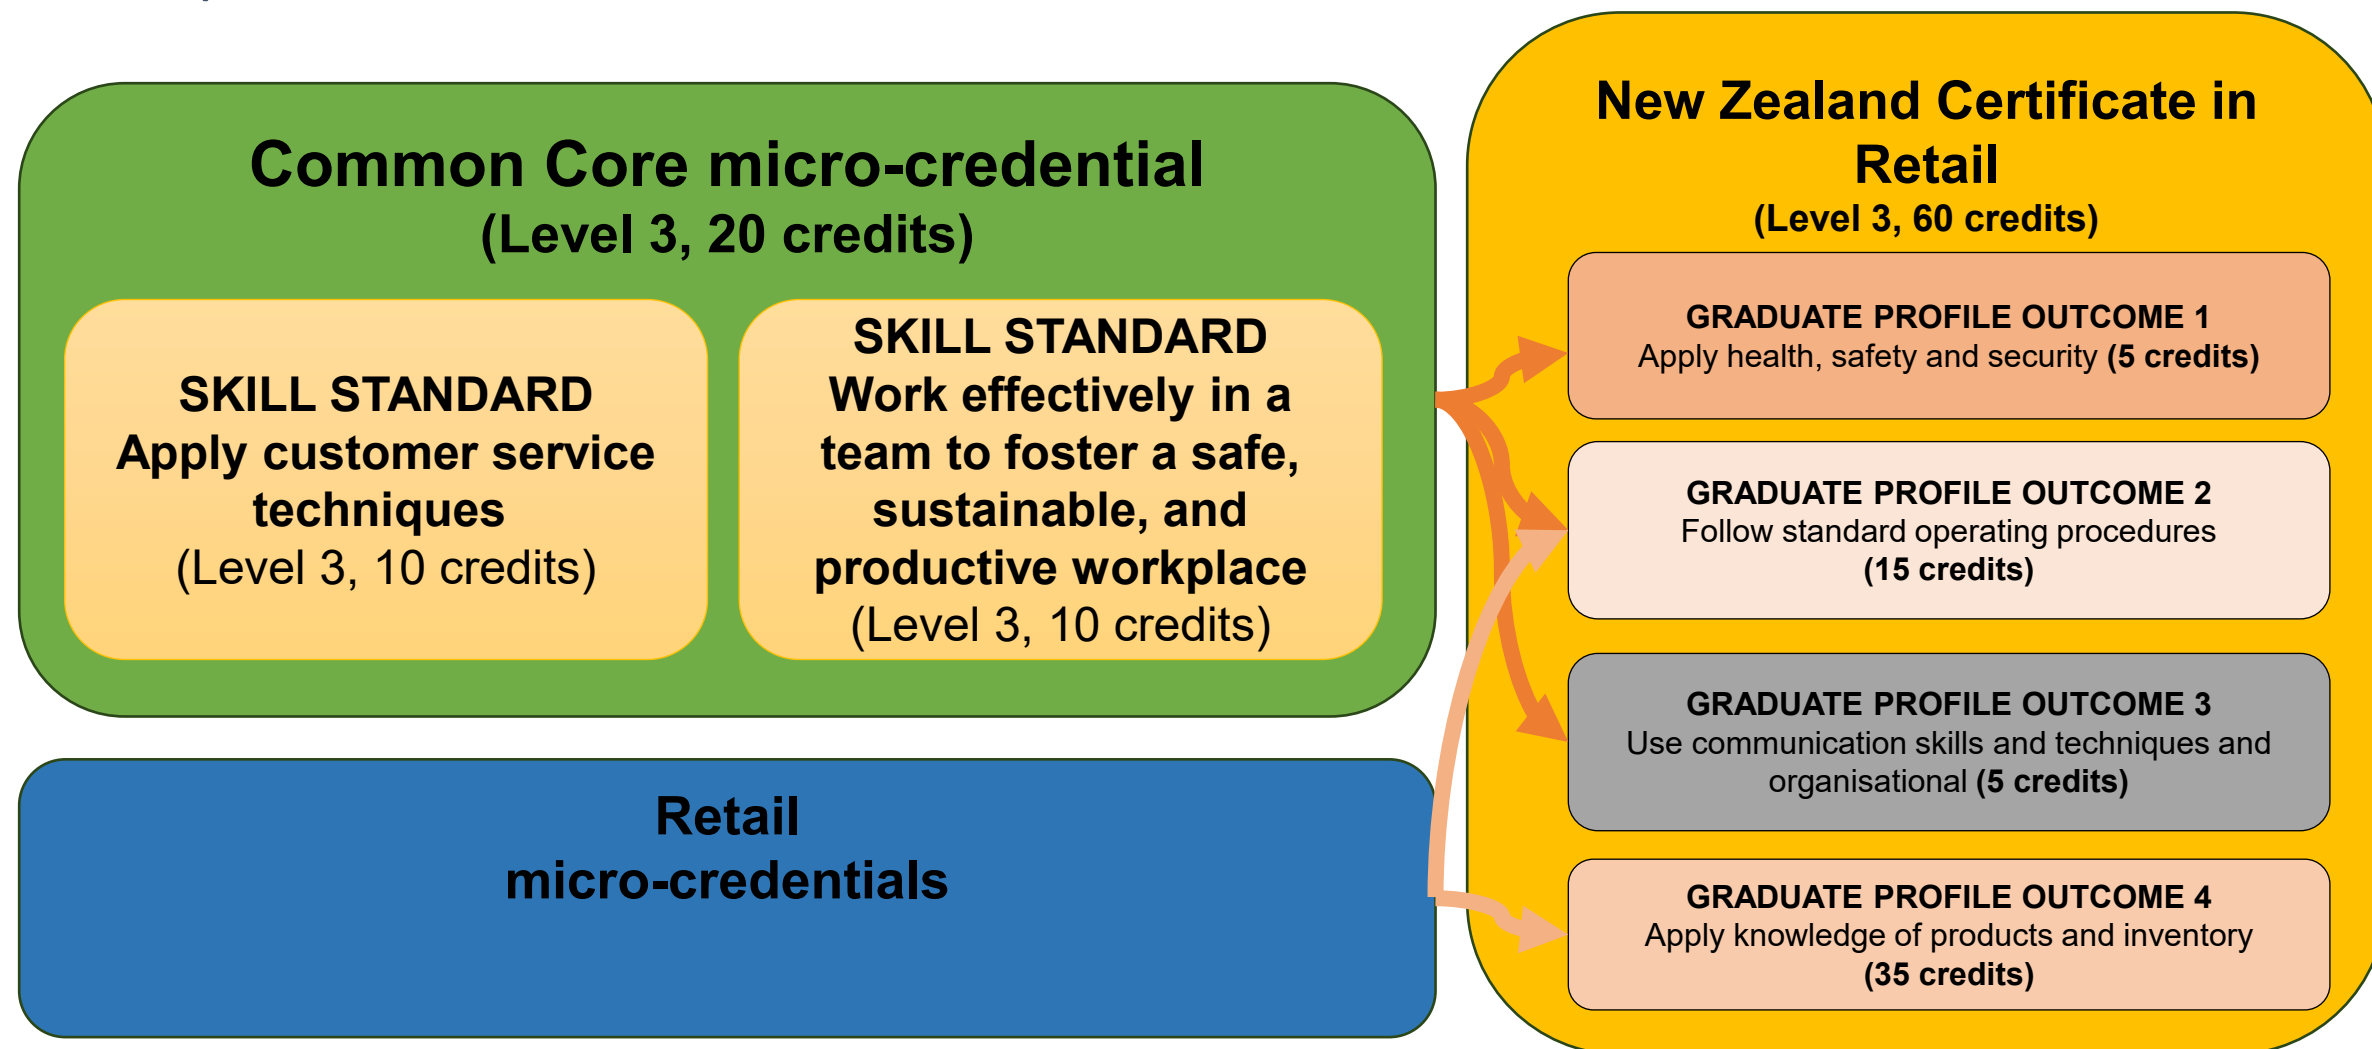 Common Core micro-credential
(Level 3, 20 credits)
SKILL STANDARD
Apply customer service
techniques
(Level 3, 10 credits)
SKILL STANDARD
Work effectively in a
team to foster a safe,
sustainable, and
productive workplace
(Level 3, 10 credits)
Retail
micro-credentials
New Zealand Certificate in
Retail
(Level 3, 60 credits)
GRADUATE PROFILE OUTCOME 1
Apply health, safety and security (5 credits)
GRADUATE PROFILE OUTCOME 2
Follow standard operating procedures
(15 credits)
GRADUATE PROFILE OUTCOME 3
Use communication skills and techniques and
organisational (5 credits)
GRADUATE PROFILE OUTCOME 4
Apply knowledge of products and inventory
(35 credits)